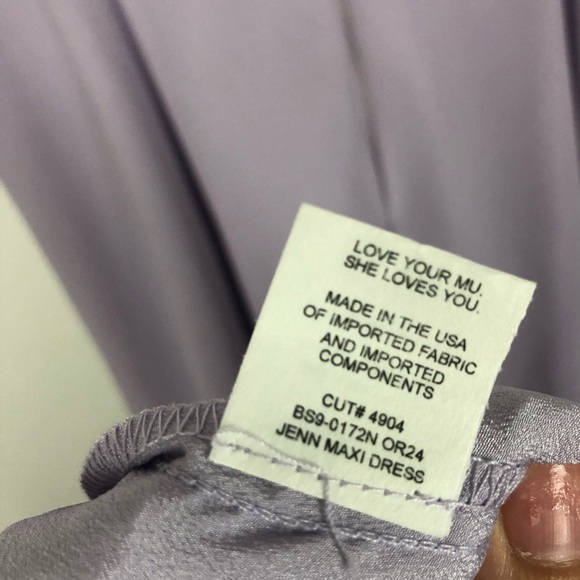 LOVE YOUR MU.
SHE LOVES YOU.
MADE IN THE USA
OF IMPORTED FABRIC
AND IMPORTED
COMPONENTS
CUT# 4904
BS9-0172N OR24
JENN MAXI DRESS